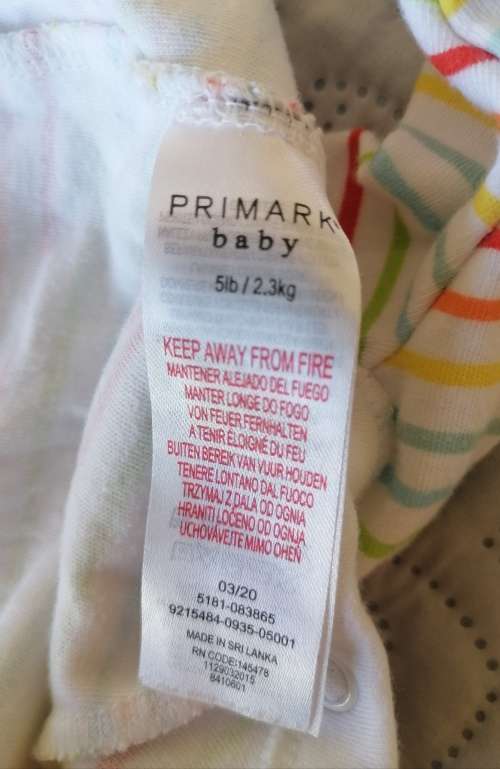 PRIMARK
baby
5lb / 2.3kg
KEEP AWAY FROM FIRE
MANTENER ALEJADO DEL FUEGO
MANTER LONGE DO FOGO
VON FEUER FERNHALTEN
A TENIR ÉLOIGNÉ DU FEU
BUITEN BEREIK VAN VUUR HOUDEN
TENERE LONTANO DAL FUOCO
TRZYMAJ Z DALA OD OGNIA
HRANITI LOČENO OD OGNJA
UCHOVÁVEJTE MIMO OHEŇ
03/20
5181-083865
9215484-0935-05001
MADE IN SRI LANKA
RN CODE:145478
1129032015
8410601